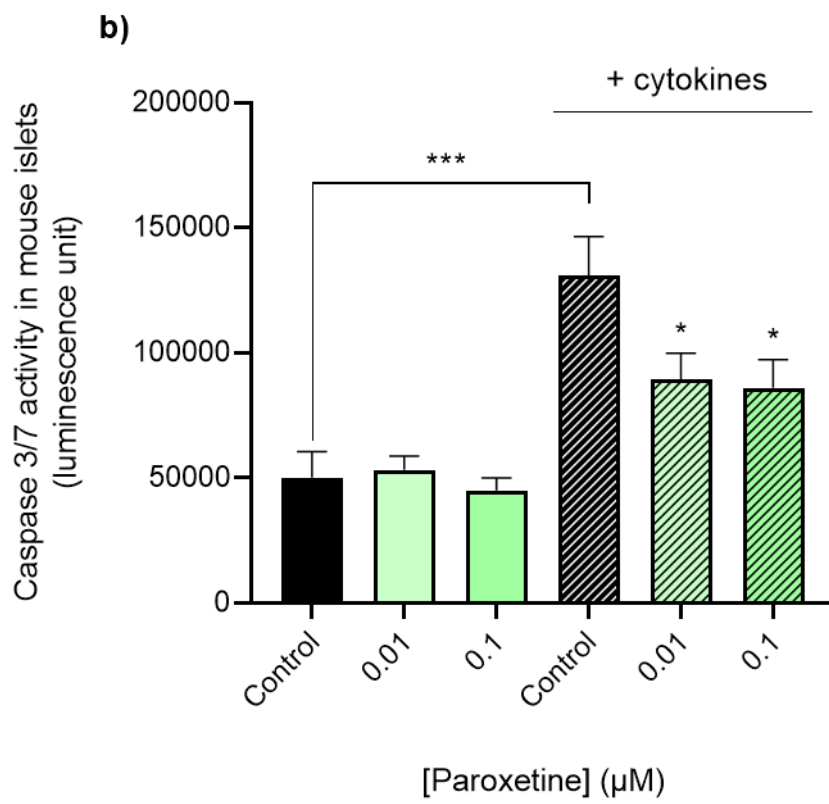 b)
+ cytokines
200000
150000
100000
50000
0
***
*
*
Caspase 3/7 activity in mouse islets
(luminescence unit)
Control
0.01
0.1
Control
0.01
0.1
[Paroxetine] (µM)